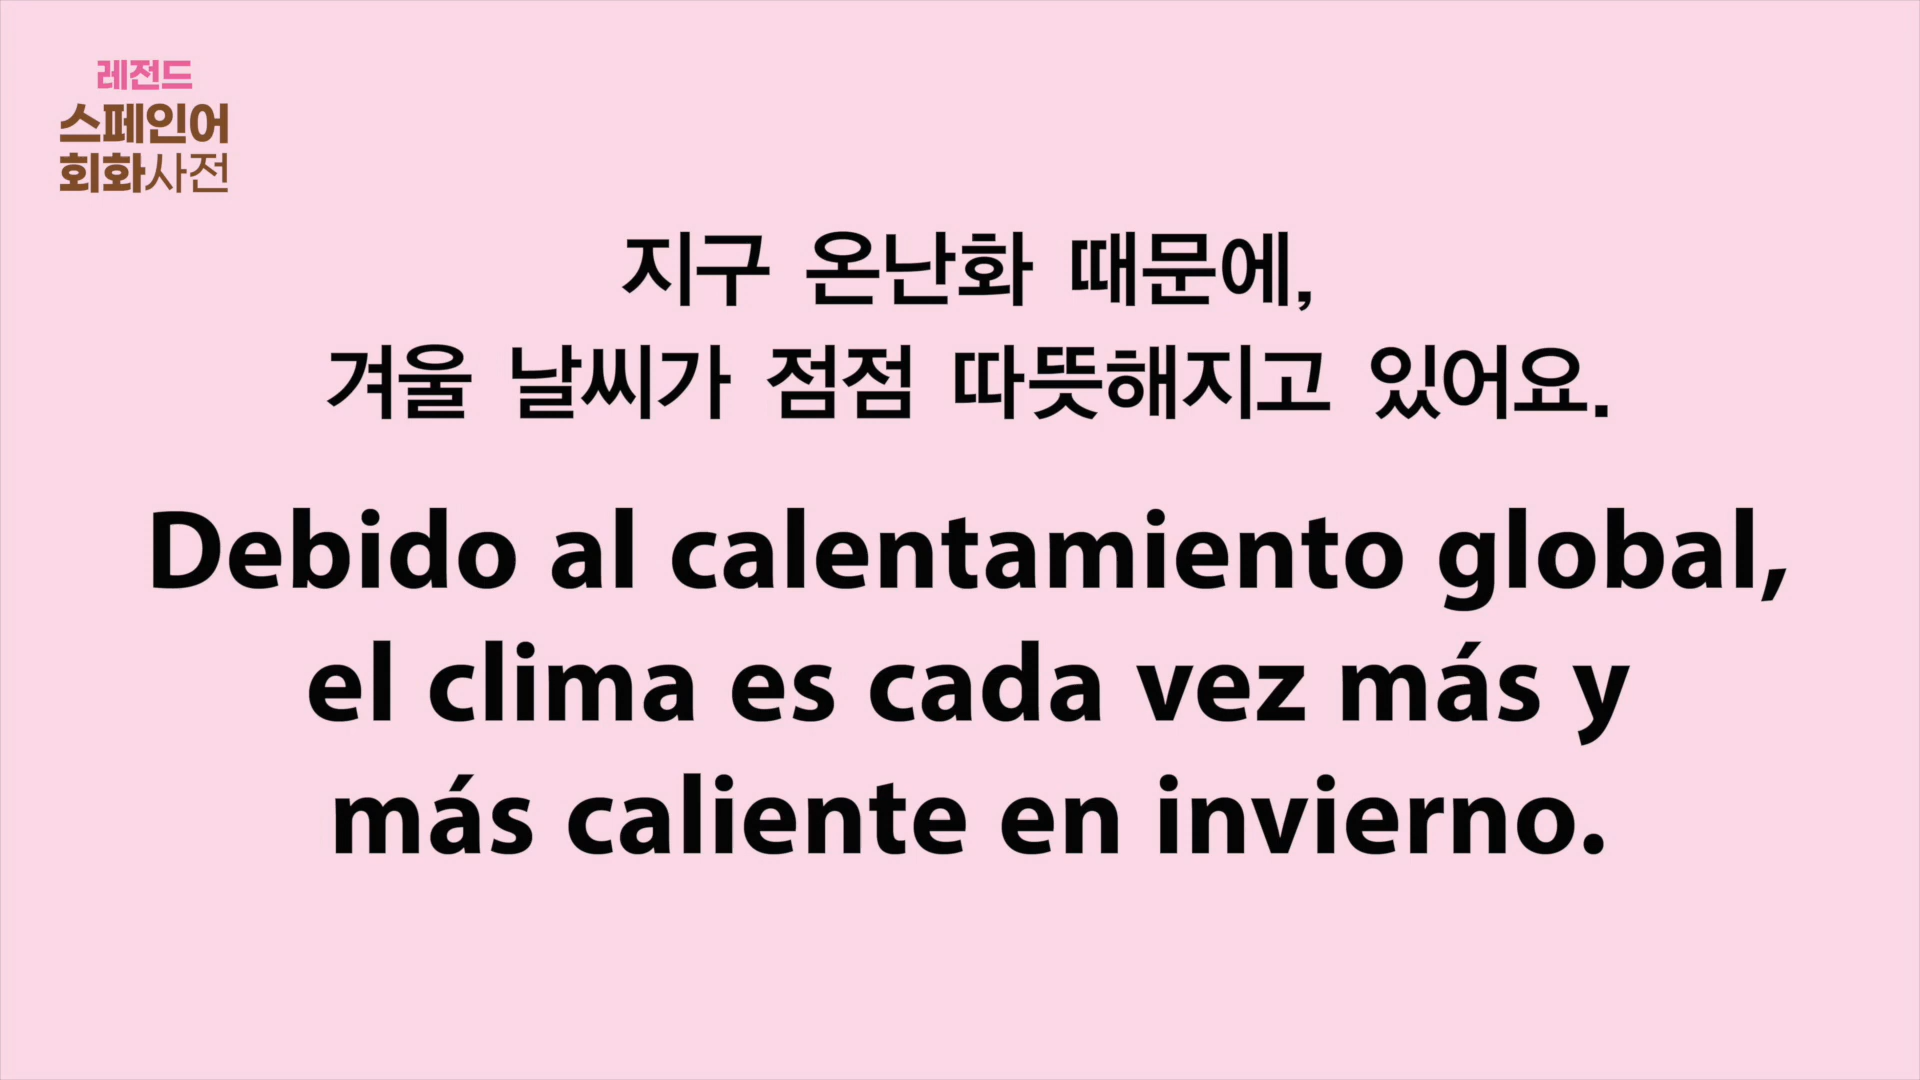 레전드
스페인어
회화사전
지구 온난화 때문에,
겨울 날씨가 점점 따뜻해지고 있어요.
Debido al calentamiento global,
el clima es cada vez más y
más caliente en invierno.